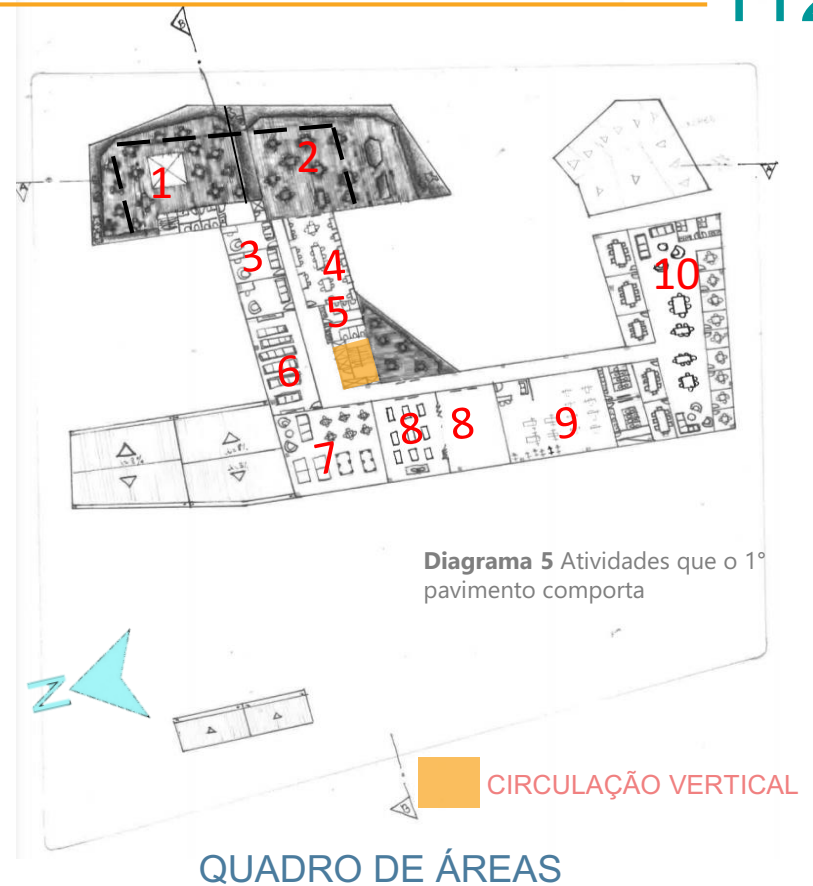 112
B
1
2
A
A
3
4
10
5
6
8
8
9
7
Diagrama 5 Atividades que o 1°
pavimento comporta
N
CIRCULAÇÃO VERTICAL
B
QUADRO DE ÁREAS